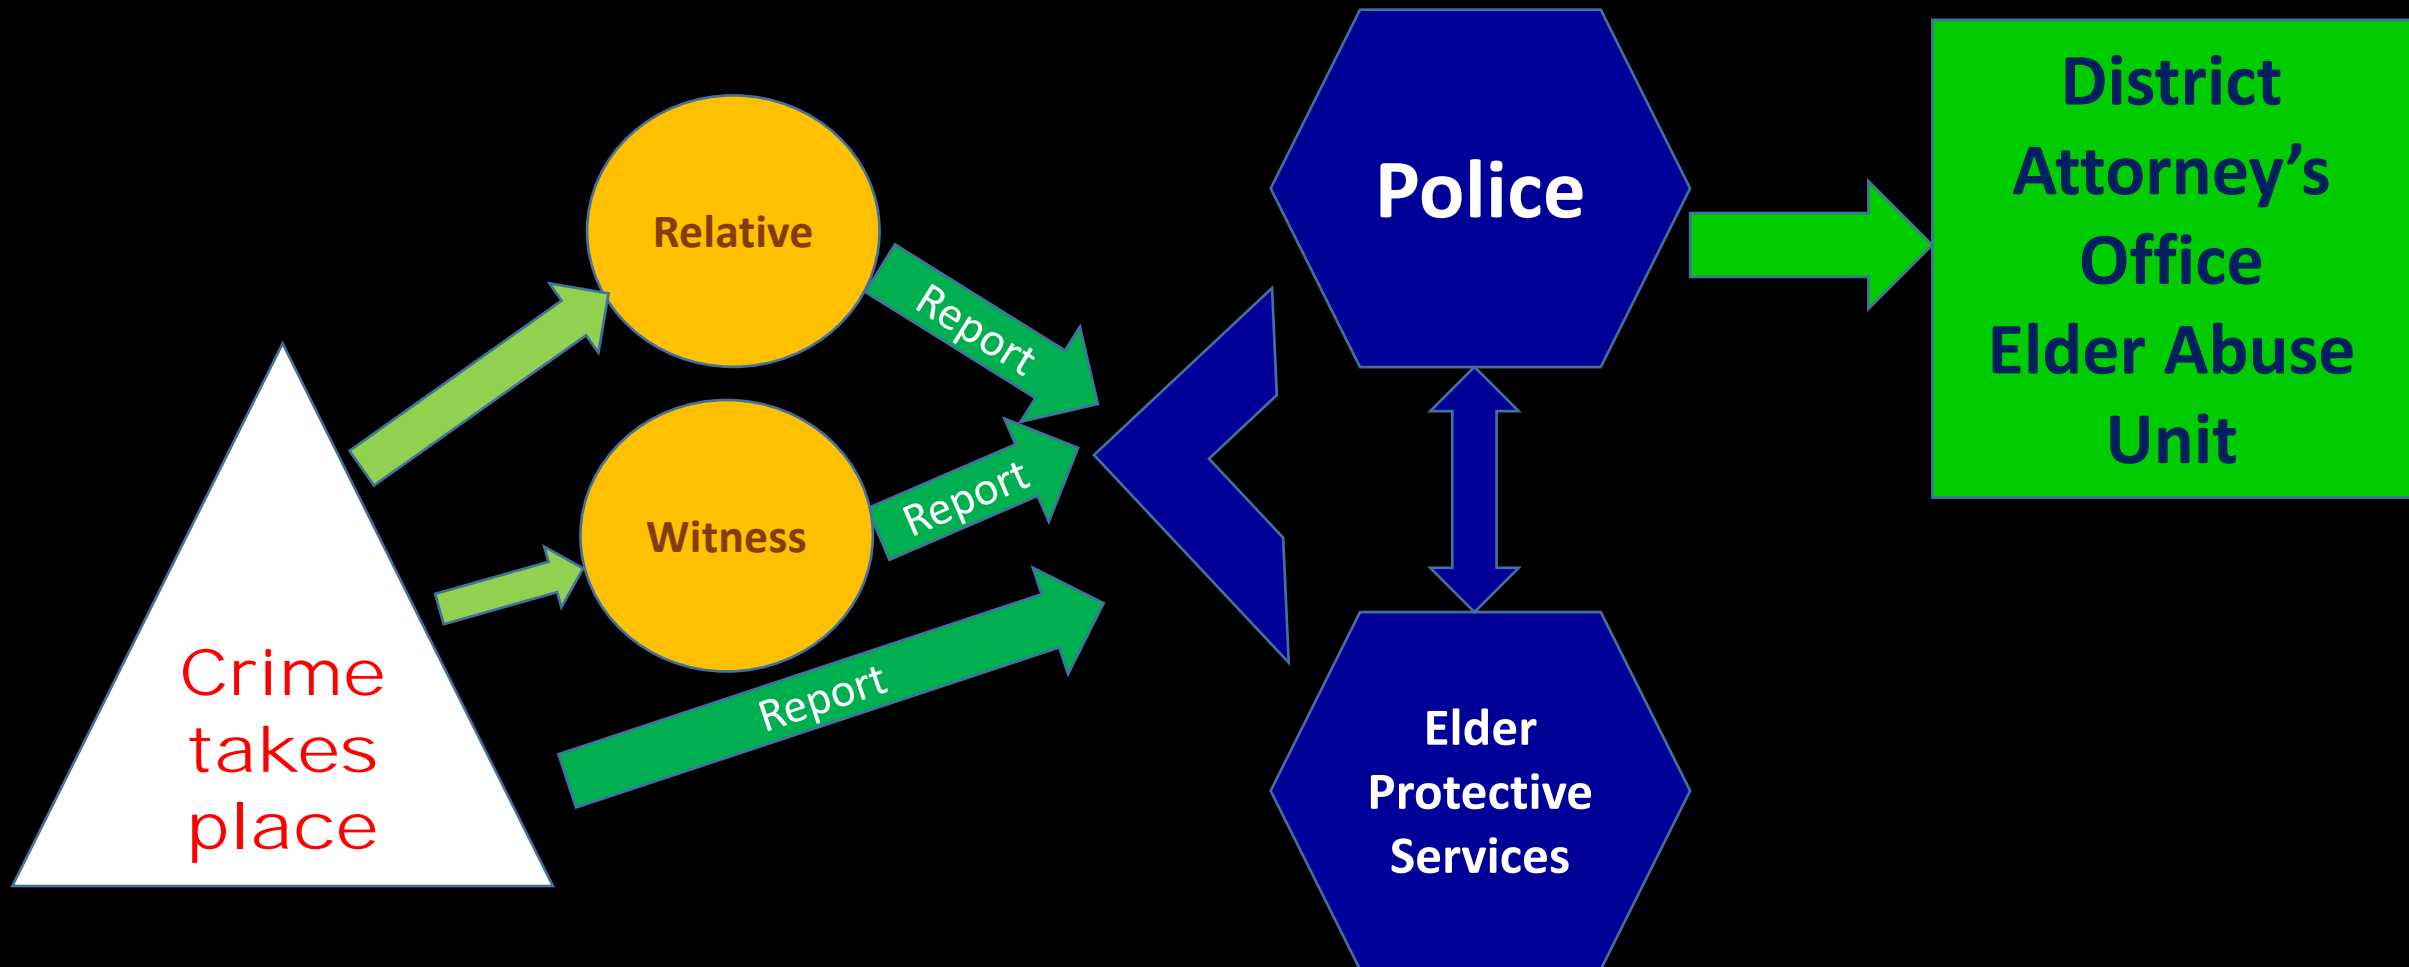 Crime
takes
place
Relative
Witness
Report
Report
Report
Police
Elder
Protective
Services
District
Attorney’s
Office
Elder Abuse
Unit